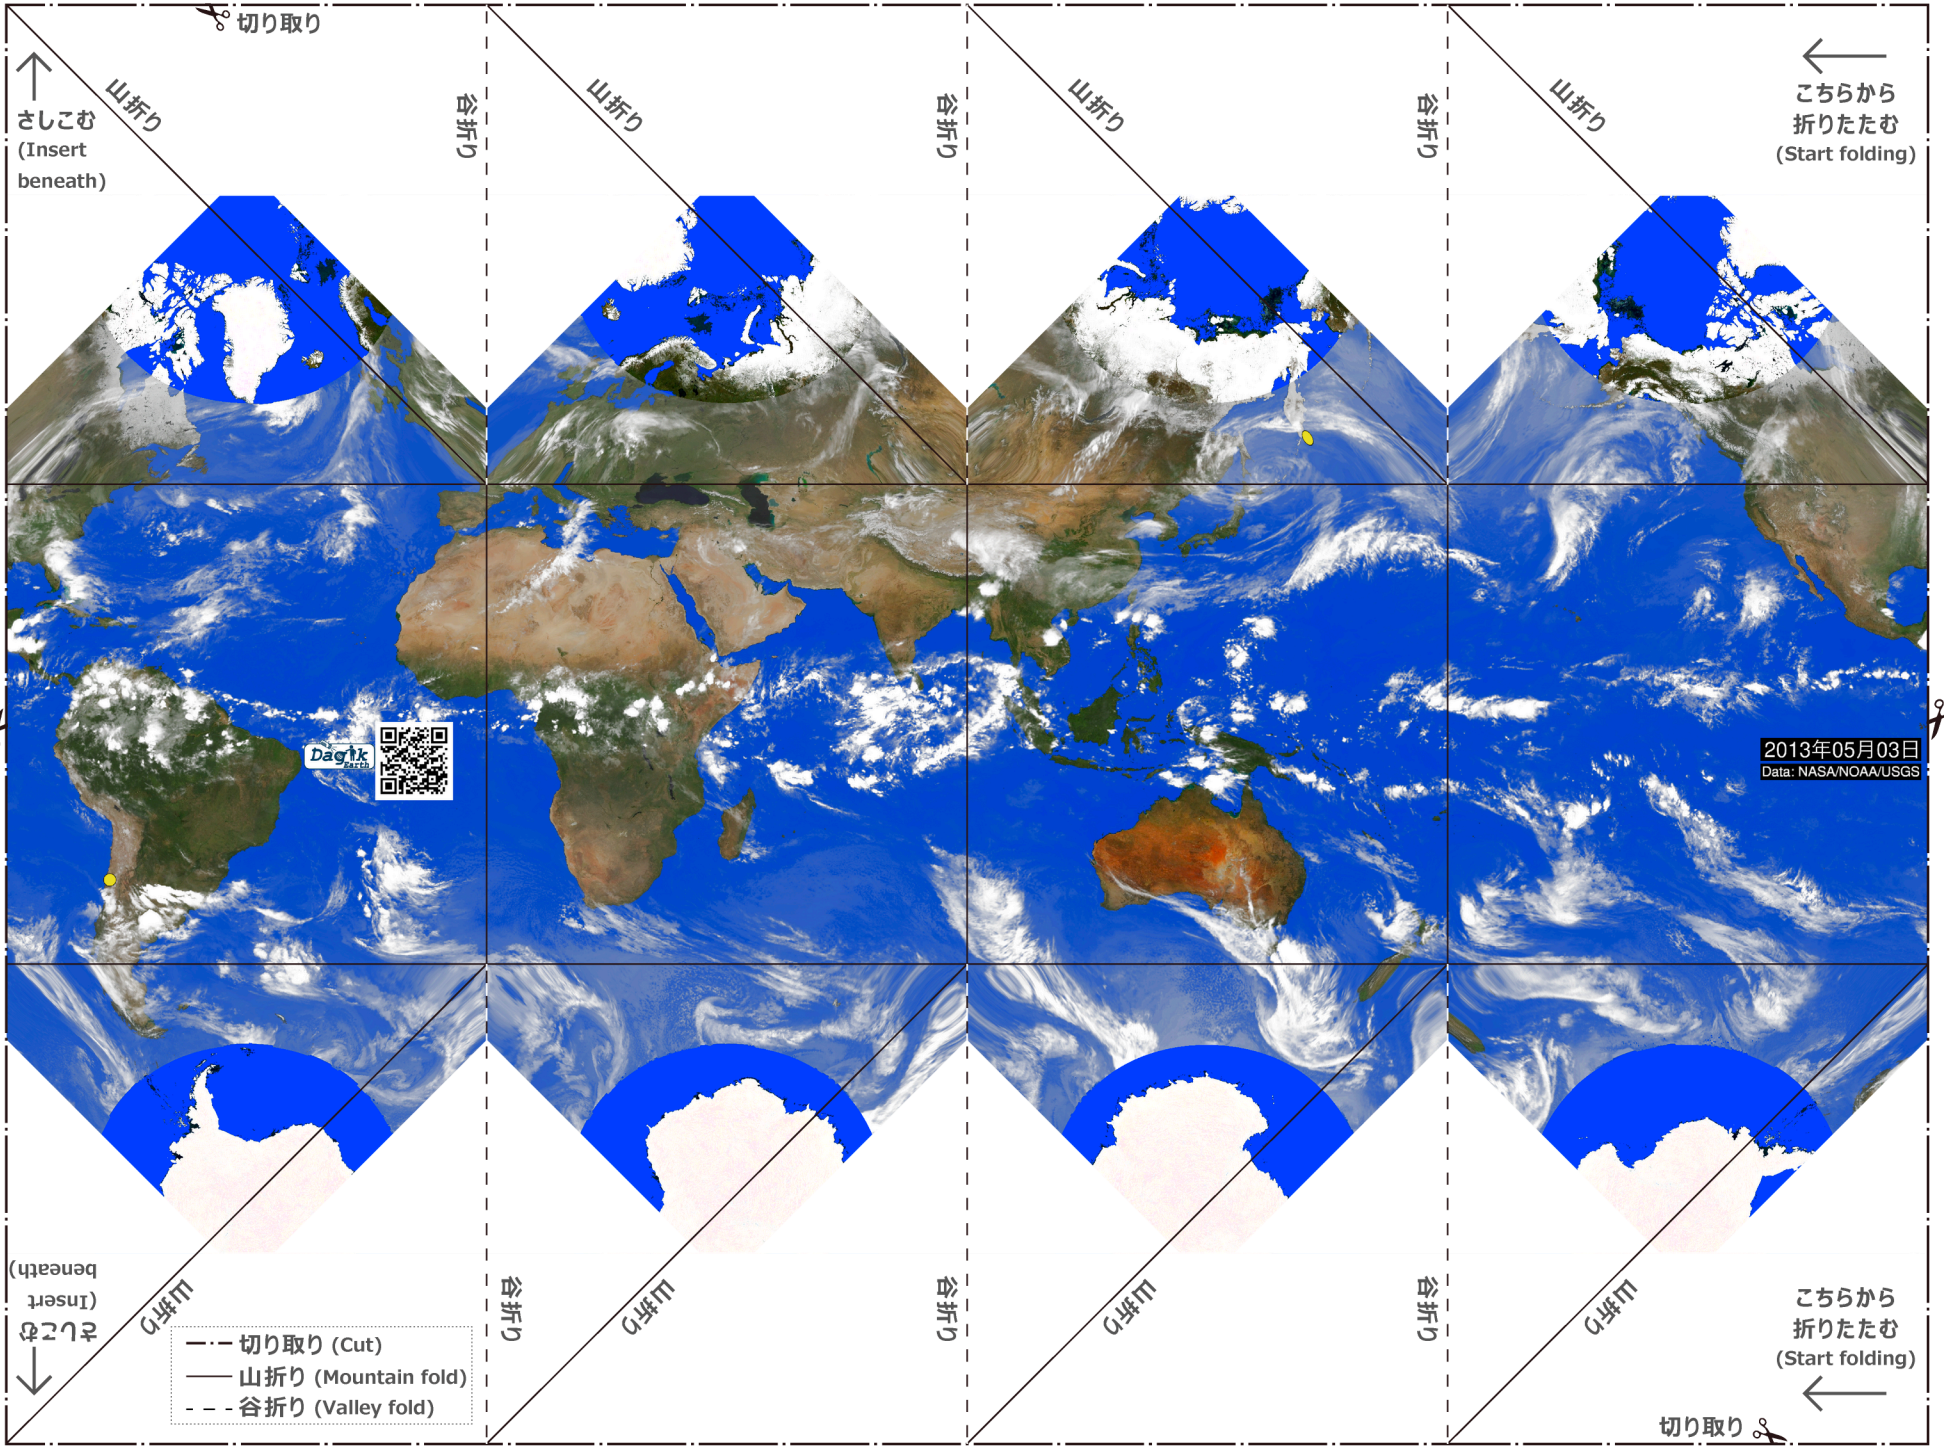 切り取り
山折り
谷折り
山折り
谷折り
山折り
谷折り
山折り
さしこむ
(Insert
beneath)
こちらから
折りたたむ
(Start folding)
Dagik
Earth
2013年05月03日
Data: NASA/NOAA/USGS
さしこむ
(Insert
beneath)
山折り
谷折り
山折り
谷折り
山折り
谷折り
山折り
切り取り (Cut)
山折り (Mountain fold)
谷折り (Valley fold)
こちらから
折りたたむ
(Start folding)
切り取り